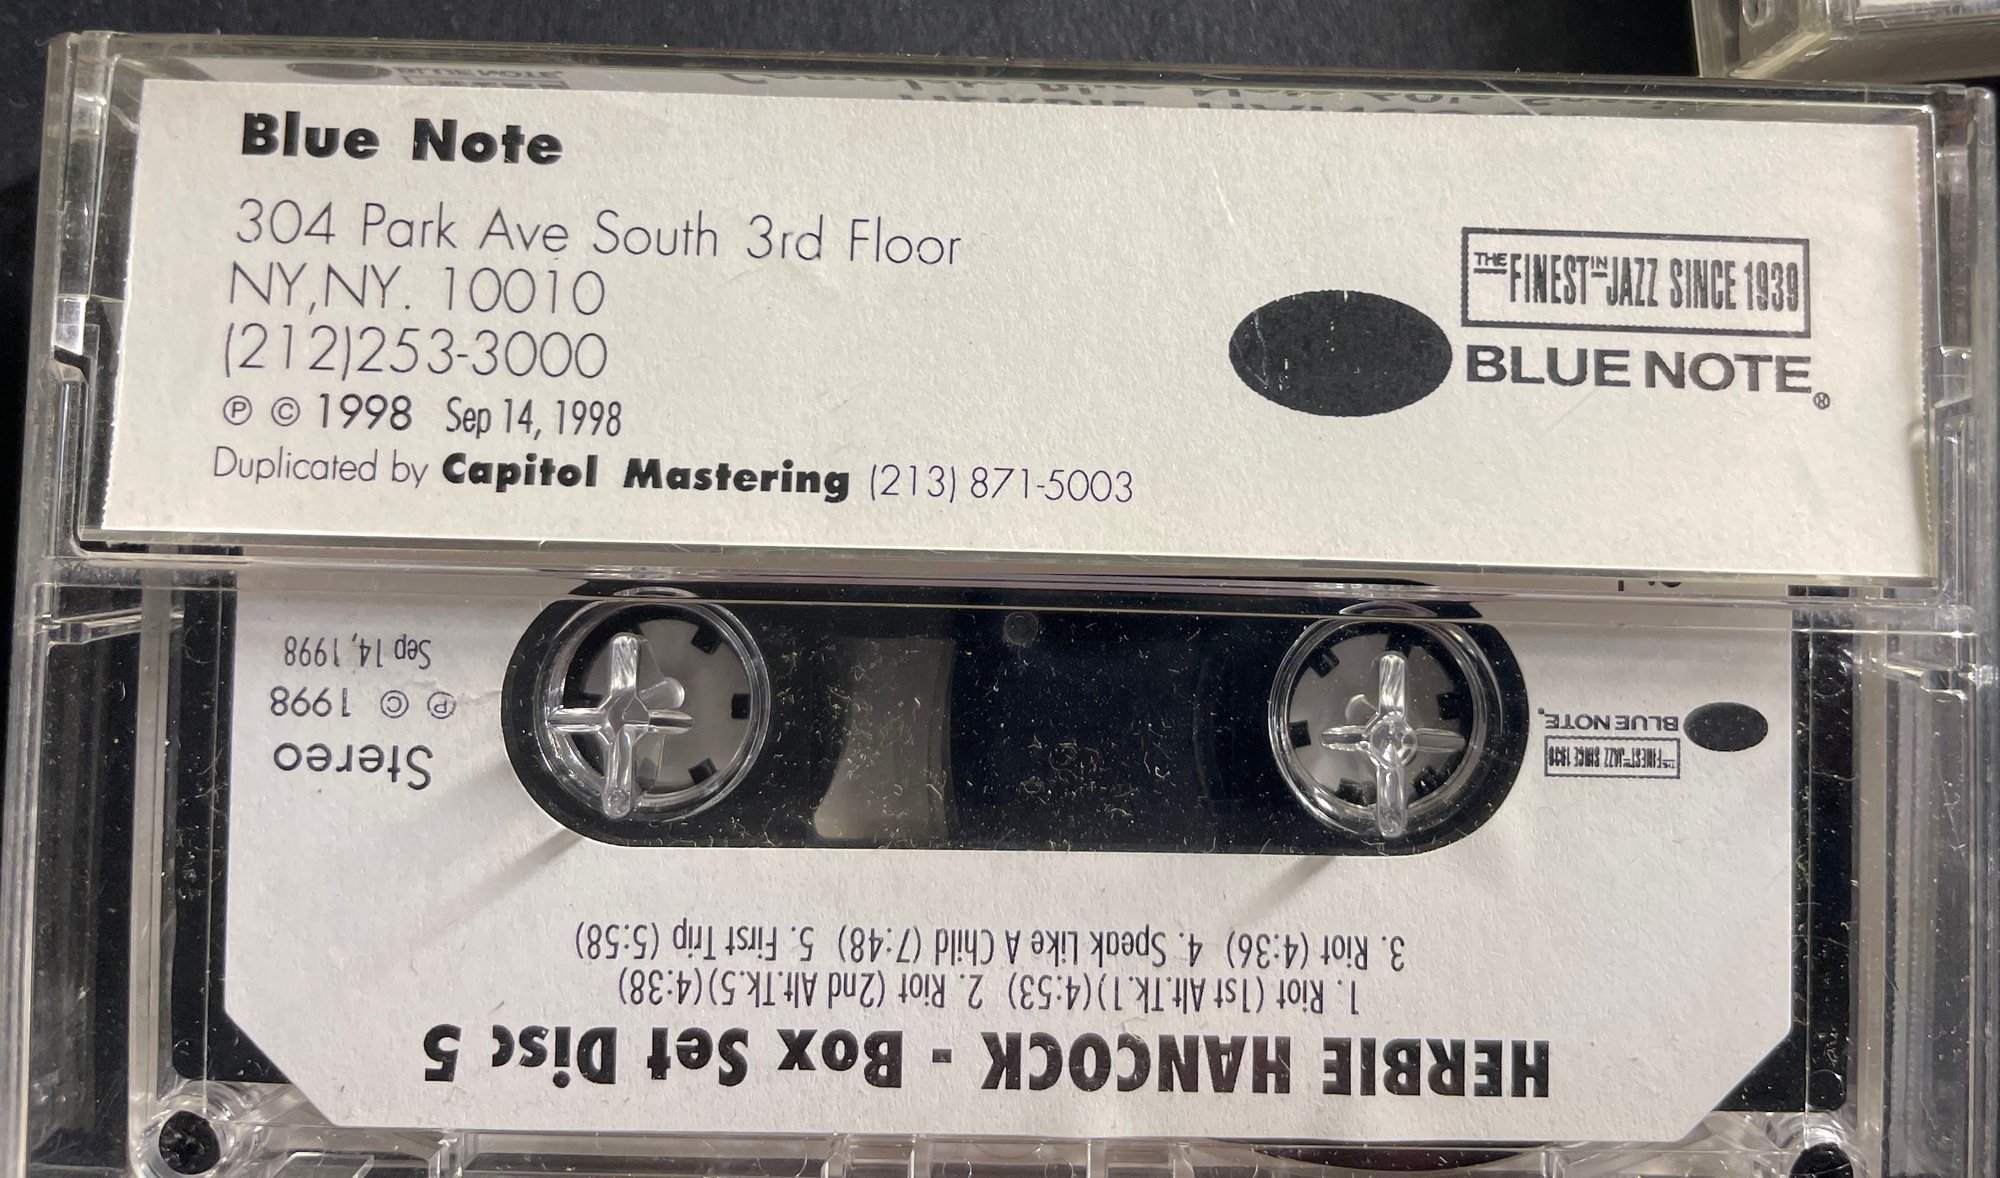 Blue Note
304 Park Ave South 3rd Floor
NY,NY. 10010
(212)253-3000
℗ © 1998 Sep 14, 1998
Duplicated by Capitol Mastering (213) 871-5003
THE FINEST IN JAZZ SINCE 1939
BLUE NOTE®
HERBIE HANCOCK - Box Set Disc 5
1. Riot (1st Alt.Tk.1)(4:53) 2. Riot (2nd Alt.Tk.5)(4:38)
3. Riot (4:36) 4. Speak Like A Child (7:48) 5. First Trip (5:58)
THE FINEST IN JAZZ SINCE 1939
BLUE NOTE.
Stereo
℗ © 1998
Sep 14, 1998